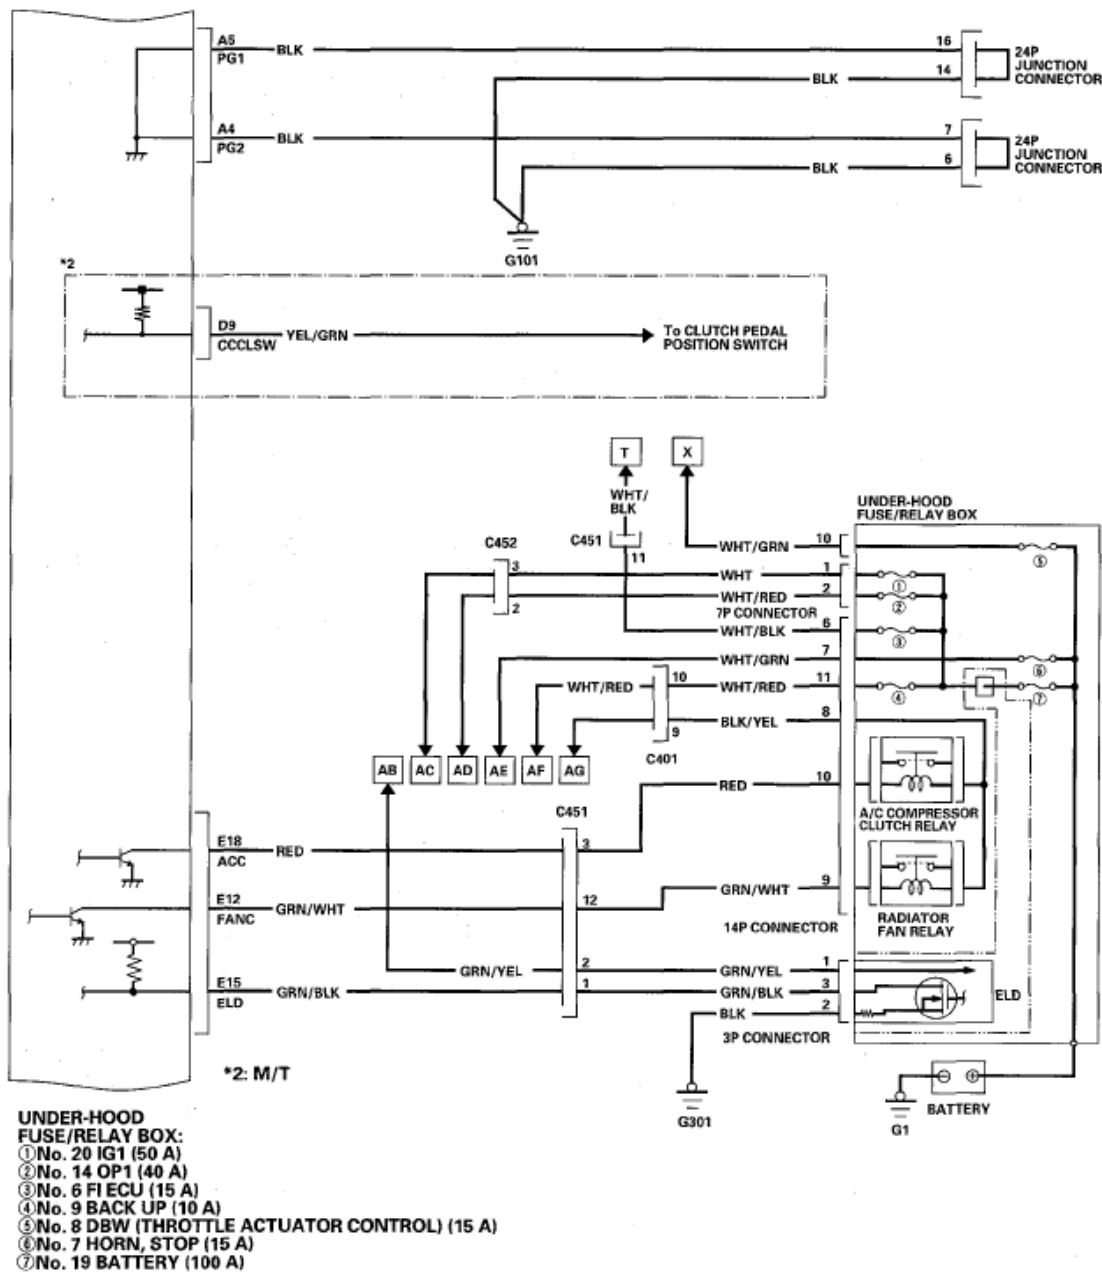 A5
PG1
BLK
16
14
BLK
24P
JUNCTION
CONNECTOR
A4
PG2
BLK
7
6
BLK
24P
JUNCTION
CONNECTOR
G101
*2
D9
CCCLSW
YEL/GRN
To CLUTCH PEDAL
POSITION SWITCH
T
X
WHT/
BLK
C451
11
UNDER-HOOD
FUSE/RELAY BOX
WHT/GRN 10
⑤
C452
3
2
WHT 1
①
WHT/RED 2
②
7P CONNECTOR
WHT/BLK 6
③
WHT/GRN 7
⑥
WHT/RED
10
WHT/RED 11
④
⑦
BLK/YEL 8
9
C401
AB
AC
AD
AE
AF
AG
RED 10
A/C COMPRESSOR
CLUTCH RELAY
C451
E18
ACC
RED
3
E12
FANC
GRN/WHT
12
GRN/WHT 9
RADIATOR
FAN RELAY
14P CONNECTOR
GRN/YEL
2
GRN/YEL 1
E15
ELD
GRN/BLK
1
GRN/BLK 3
BLK 2
ELD
3P CONNECTOR
*2: M/T
G301
BATTERY
G1
UNDER-HOOD
FUSE/RELAY BOX:
①No. 20 IG1 (50 A)
②No. 14 OP1 (40 A)
③No. 6 FI ECU (15 A)
④No. 9 BACK UP (10 A)
⑤No. 8 DBW (THROTTLE ACTUATOR CONTROL) (15 A)
⑥No. 7 HORN, STOP (15 A)
⑦No. 19 BATTERY (100 A)